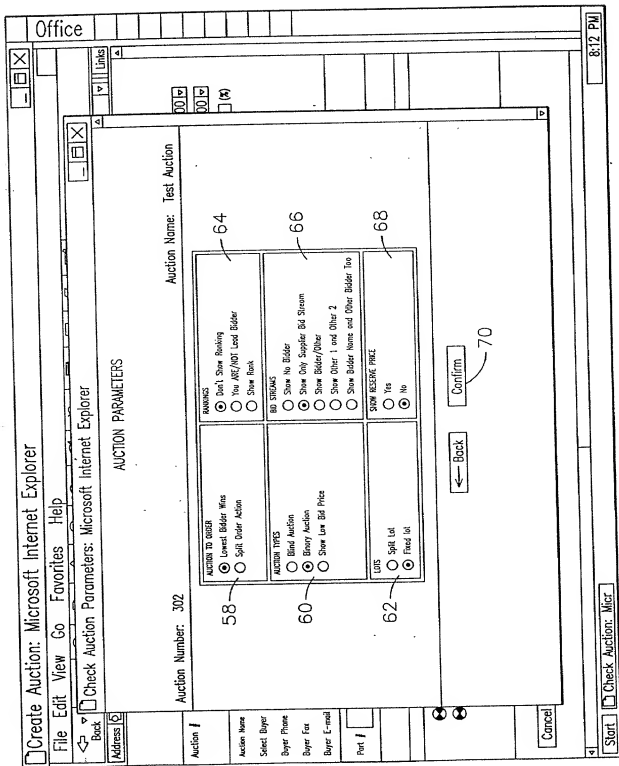 Create Auction: Microsoft Internet Explorer
File Edit View Go Favorites Help
Office
Back
Links
Address
Check Auction Parameters: Microsoft Internet Explorer
AUCTION PARAMETERS
Auction Number: 302
Auction Name: Test Auction
AUCTION TO ORDER
Lowest Bidder Wins
Split Order Action
58
AUCTION TYPES
Blind Auction
Binary Auction
Show Low Bid Price
60
LOTS
Split Lot
Fixed lot
62
RANKINGS
Don't Show Ranking
You ARE/NOT Lead Bidder
Show Rank
64
BID STREAMS
Show No Bidder
Show Only Supplier Bid Stream
Show Bidder/Other
Show Other 1 and Other 2
Show Bidder Name and Other Bidder Too
66
SHOW RESERVE PRICE
Yes
No
68
Back
Confirm
70
Auction #
Auction Name
Select Buyer
Buyer Phone
Buyer Fax
Buyer E-mail
Part #
00
00
(%)
Cancel
Start
Check Auction: Micr
8:12 PM